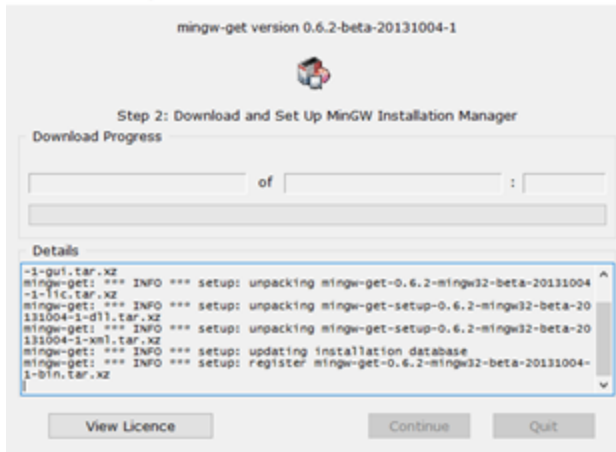 mingw-get version 0.6.2-beta-20131004-1
Step 2: Download and Set Up MinGW Installation Manager
Download Progress
of
:
Details
-1-gui.tar.xz
mingw-get: *** INFO *** setup: unpacking mingw-get-0.6.2-mingw32-beta-20131004
-1-lic.tar.xz
mingw-get: *** INFO *** setup: unpacking mingw-get-setup-0.6.2-mingw32-beta-20
131004-1-dll.tar.xz
mingw-get: *** INFO *** setup: unpacking mingw-get-setup-0.6.2-mingw32-beta-20
131004-1-xml.tar.xz
mingw-get: *** INFO *** setup: updating installation database
mingw-get: *** INFO *** setup: register mingw-get-0.6.2-mingw32-beta-20131004-
1-bin.tar.xz
View Licence
Continue
Quit